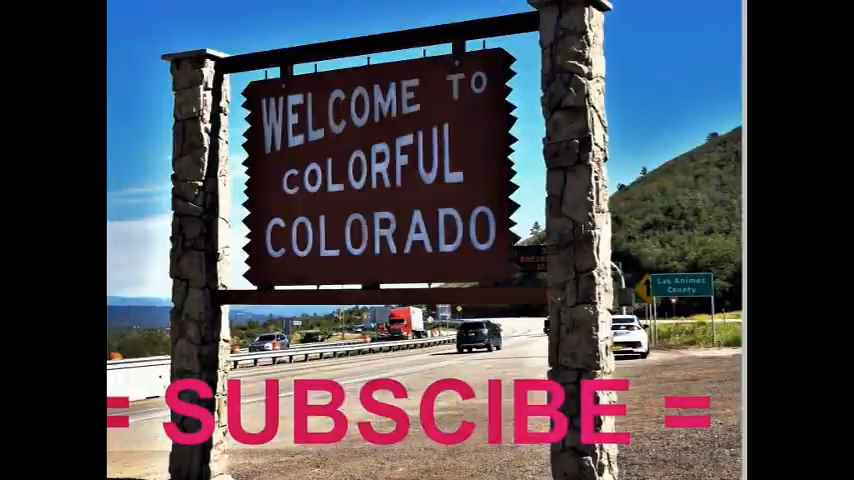 WELCOME TO
COLORFUL
COLORADO
Las Animas
County
= SUBSCIBE =